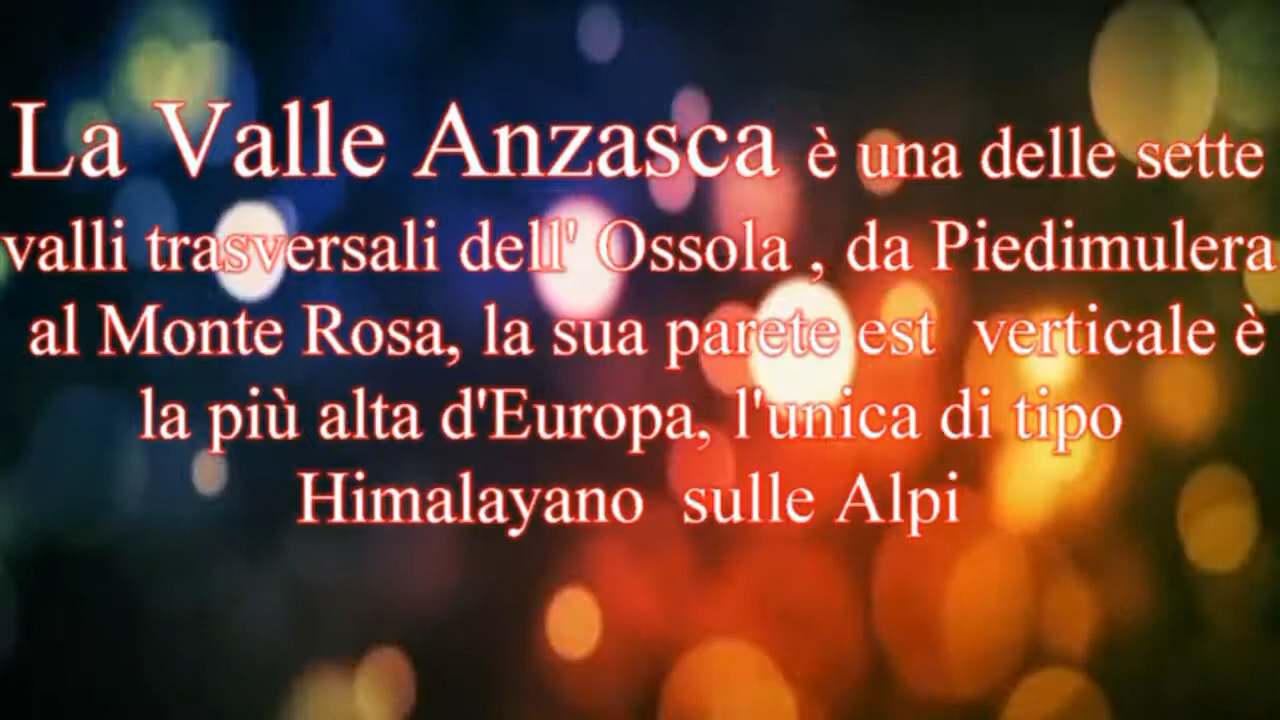 La Valle Anzasca è una delle sette
valli trasversali dell' Ossola , da Piedimulera
al Monte Rosa, la sua parete est  verticale è
la più alta d'Europa, l'unica di tipo
Himalayano  sulle Alpi